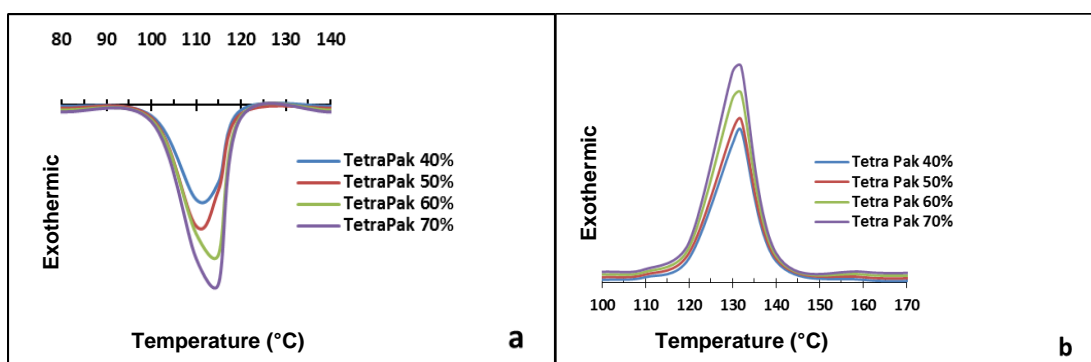 80 90 100 110 120 130 140
Exothermic
TetraPak 40%
TetraPak 50%
TetraPak 60%
TetraPak 70%
Temperature (°C)
a
Exothermic
Tetra Pak 40%
Tetra Pak 50%
Tetra Pak 60%
Tetra Pak 70%
100 110 120 130 140 150 160 170
Temperature (°C)
b